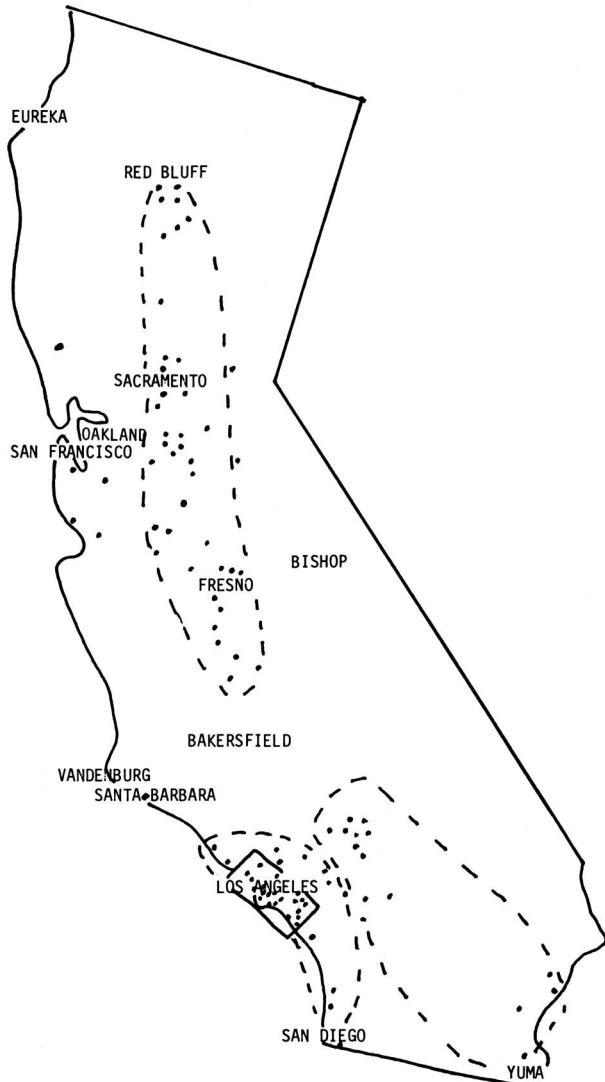 EUREKA
RED BLUFF
SACRAMENTO
OAKLAND
SAN FRANCISCO
BISHOP
FRESNO
BAKERSFIELD
VANDENBURG
SANTA BARBARA
LOS ANGELES
SAN DIEGO
YUMA